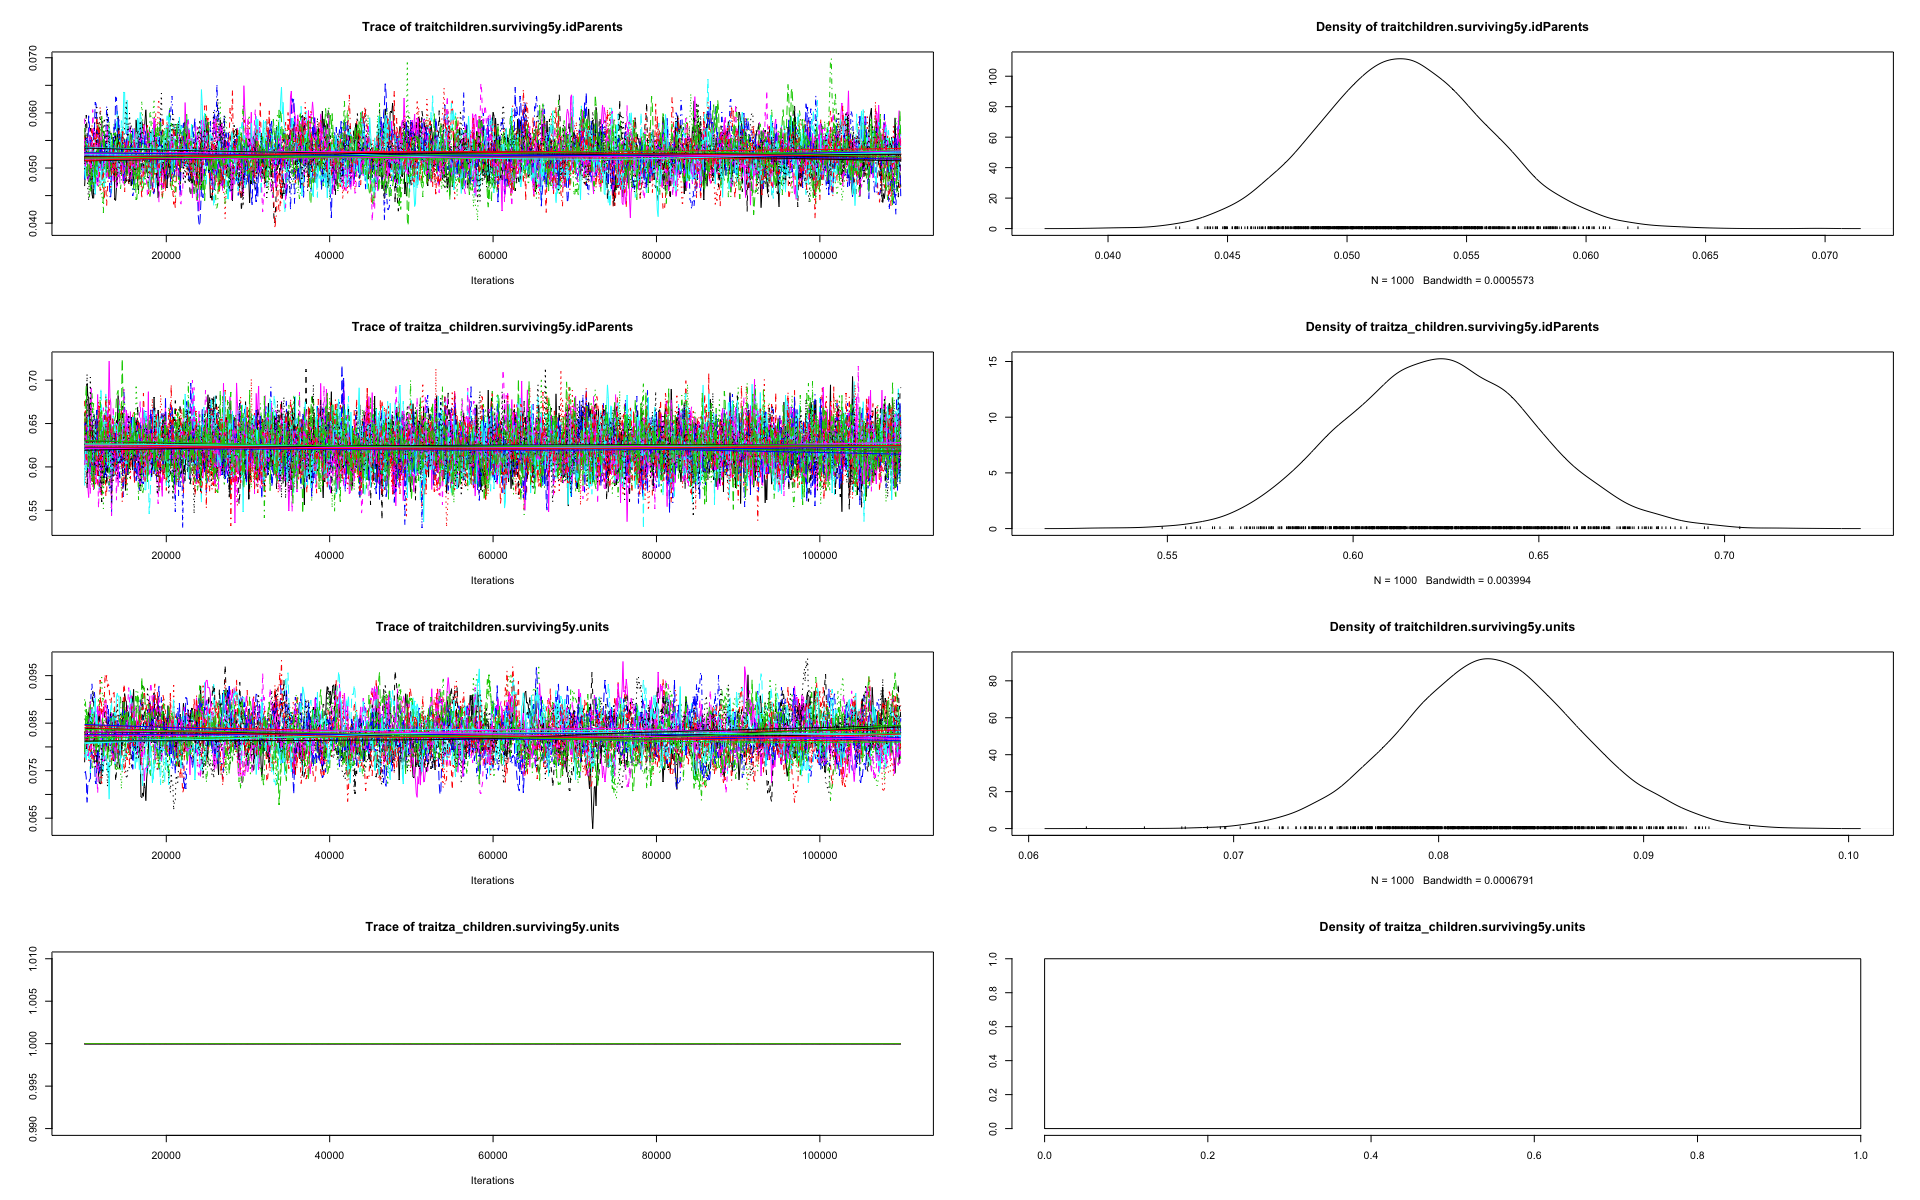 Trace of traitchildren.surviving5y.idParents
0.040 0.050 0.060 0.070
20000 40000 60000 80000 100000
Iterations
Density of traitchildren.surviving5y.idParents
0 20 40 60 80 100
0.040 0.045 0.050 0.055 0.060 0.065 0.070
N = 1000 Bandwidth = 0.0005573
Trace of traitza_children.surviving5y.idParents
0.55 0.60 0.65 0.70
20000 40000 60000 80000 100000
Iterations
Density of traitza_children.surviving5y.idParents
0 5 10 15
0.55 0.60 0.65 0.70
N = 1000 Bandwidth = 0.003994
Trace of traitchildren.surviving5y.units
0.065 0.075 0.085 0.095
20000 40000 60000 80000 100000
Iterations
Density of traitchildren.surviving5y.units
0 20 40 60 80
0.06 0.07 0.08 0.09 0.10
N = 1000 Bandwidth = 0.0006791
Trace of traitza_children.surviving5y.units
0.990 0.995 1.000 1.005 1.010
20000 40000 60000 80000 100000
Iterations
Density of traitza_children.surviving5y.units
0.0 0.2 0.4 0.6 0.8 1.0
0.0 0.2 0.4 0.6 0.8 1.0